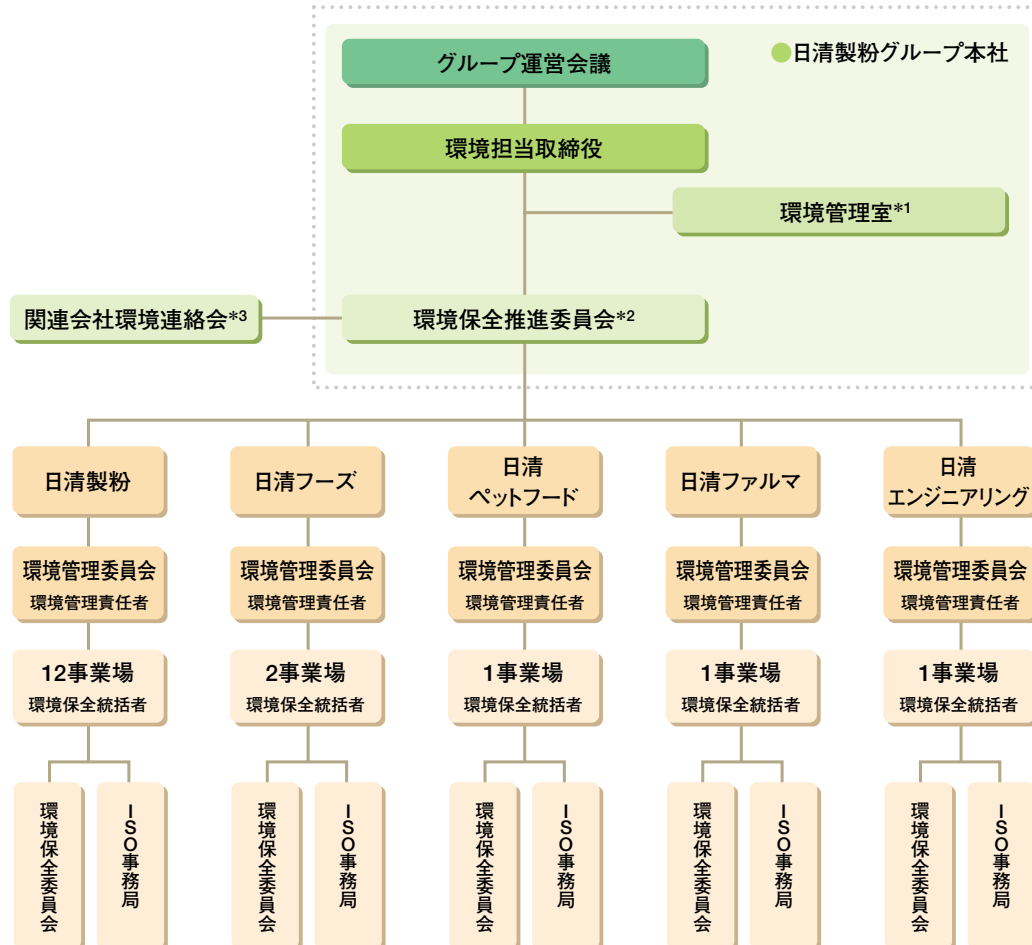 グループ運営会議
●日清製粉グループ本社
環境担当取締役
環境管理室*1
関連会社環境連絡会*3
環境保全推進委員会*2
日清製粉
日清フーズ
日清
ペットフード
日清ファルマ
日清
エンジニアリング
環境管理委員会
環境管理責任者
環境管理委員会
環境管理責任者
環境管理委員会
環境管理責任者
環境管理委員会
環境管理責任者
環境管理委員会
環境管理責任者
12事業場
環境保全統括者
2事業場
環境保全統括者
1事業場
環境保全統括者
1事業場
環境保全統括者
1事業場
環境保全統括者
環境保全委員会
ISO事務局
環境保全委員会
ISO事務局
環境保全委員会
ISO事務局
環境保全委員会
ISO事務局
環境保全委員会
ISO事務局